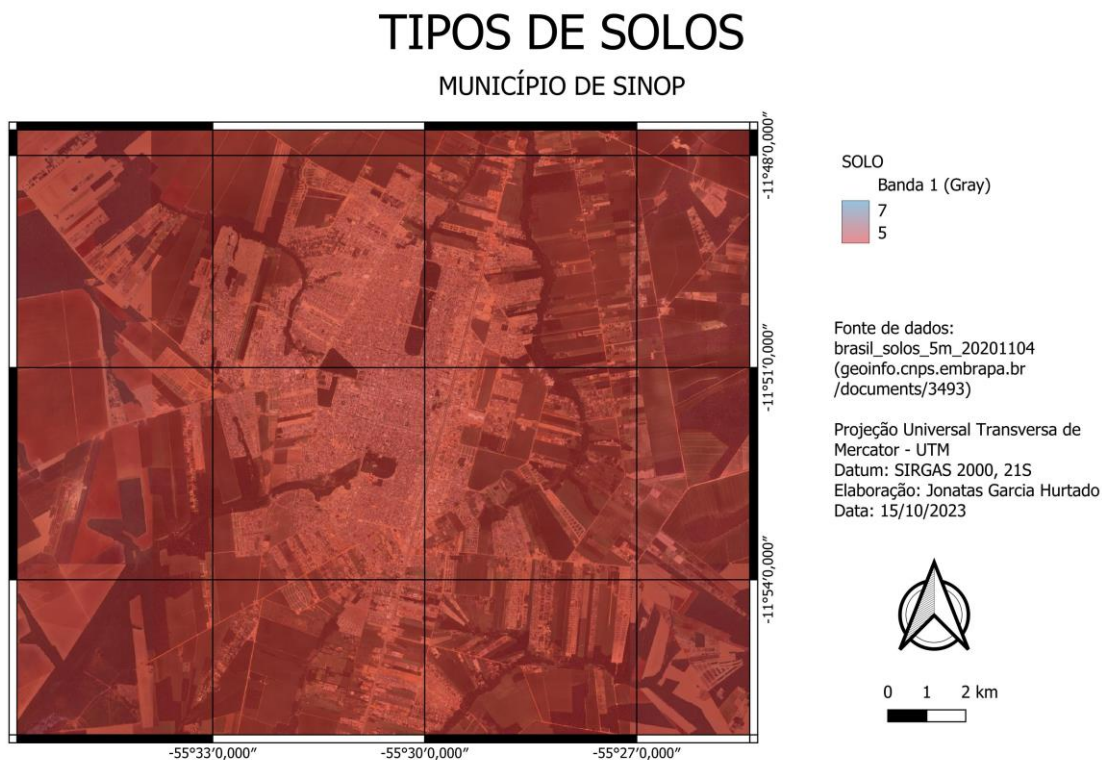 TIPOS DE SOLOS
MUNICÍPIO DE SINOP
-11°48′0,000″
-11°51′0,000″
-11°54′0,000″
-55°33′0,000″
-55°30′0,000″
-55°27′0,000″
SOLO
Banda 1 (Gray)
7
5
Fonte de dados:
brasil_solos_5m_20201104
(geoinfo.cnps.embrapa.br
/documents/3493)
Projeção Universal Transversa de
Mercator - UTM
Datum: SIRGAS 2000, 21S
Elaboração: Jonatas Garcia Hurtado
Data: 15/10/2023
0 1 2 km